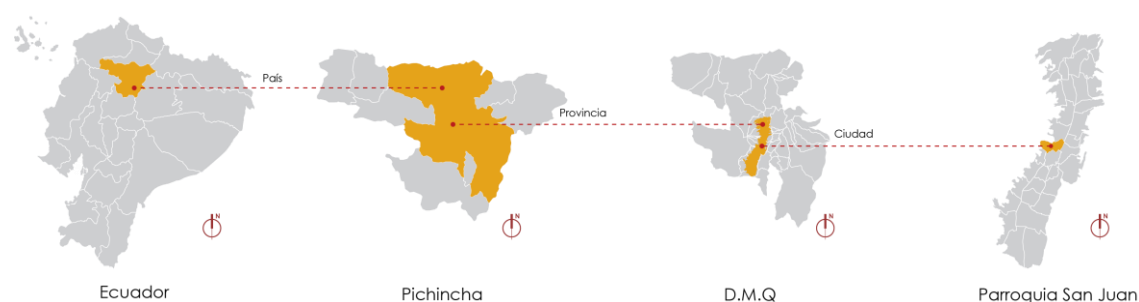 País
Provincia
Ciudad
N
N
N
N
Ecuador
Pichincha
D.M.Q
Parroquia San Juan